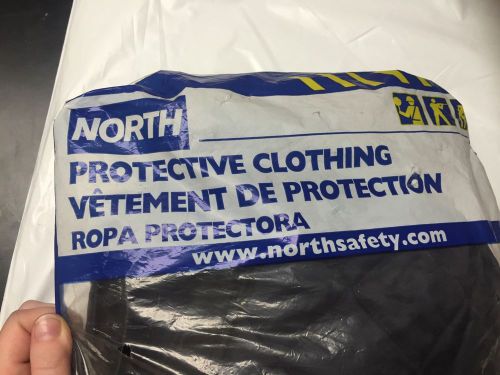 NORTH
PROTECTIVE CLOTHING
VÊTEMENT DE PROTECTION
ROPA PROTECTORA
www.northsafety.com